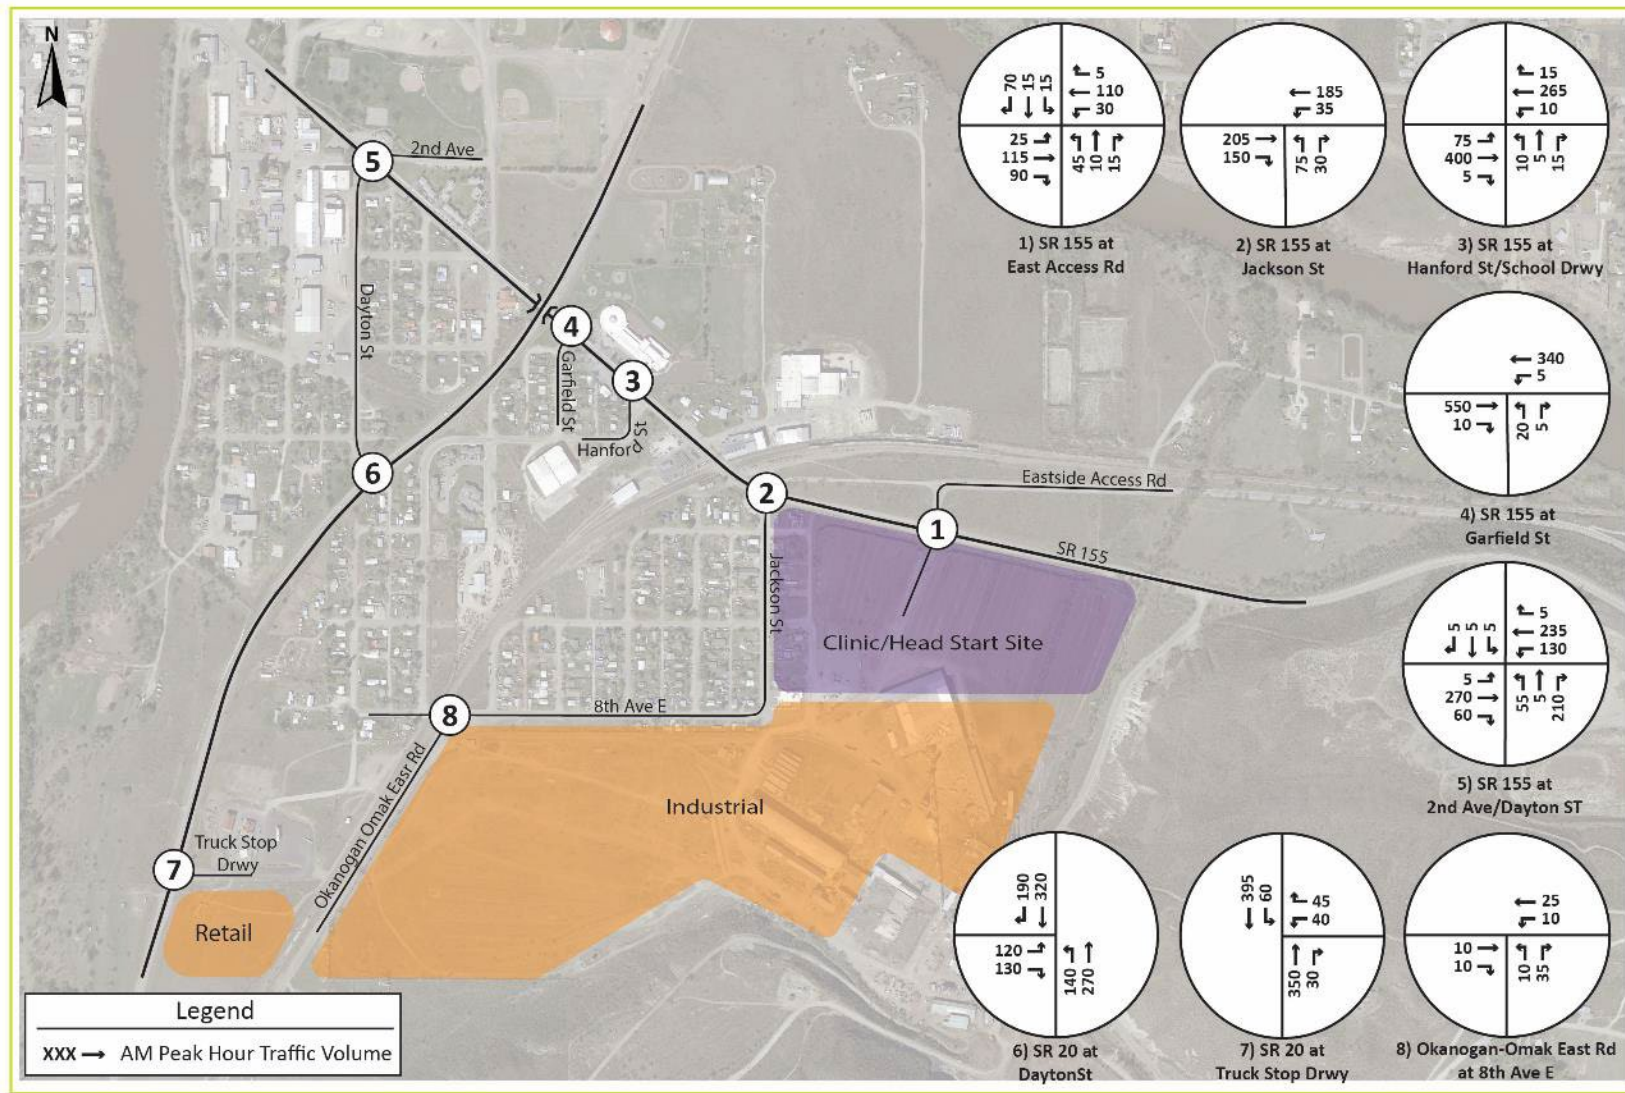 N
2nd Ave
5
Dayton St
4
Garfield St
3
Hanford St
6
2
Eastside Access Rd
1
SR 155
Jackson St
Clinic/Head Start Site
8th Ave E
8
Okanogan Omak Easr Rd
Industrial
Truck Stop
Drwy
7
Retail
Legend
XXX → AM Peak Hour Traffic Volume
70 15 15
5
110
30
25
115
90
45 10 15
1) SR 155 at
East Access Rd
185
35
205
150
75 30
2) SR 155 at
Jackson St
15
265
10
75
400
5
10 5 15
3) SR 155 at
Hanford St/School Drwy
340
5
550
10
20 5
4) SR 155 at
Garfield St
5 5 5
5
235
130
5
270
60
55 5 210
5) SR 155 at
2nd Ave/Dayton ST
190 320
120
130
140 270
6) SR 20 at
DaytonSt
395 60
45
40
350 30
7) SR 20 at
Truck Stop Drwy
25
10
10
10
10 35
8) Okanogan-Omak East Rd
at 8th Ave E